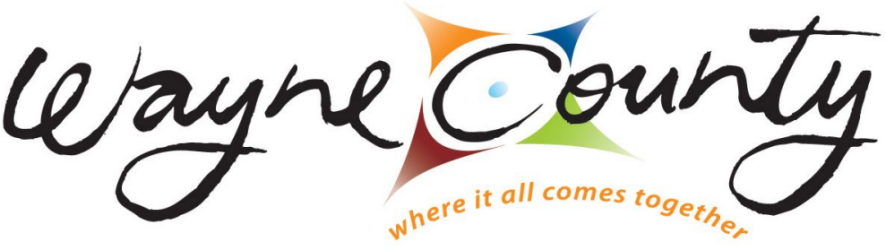 Wayne County
where it all comes together